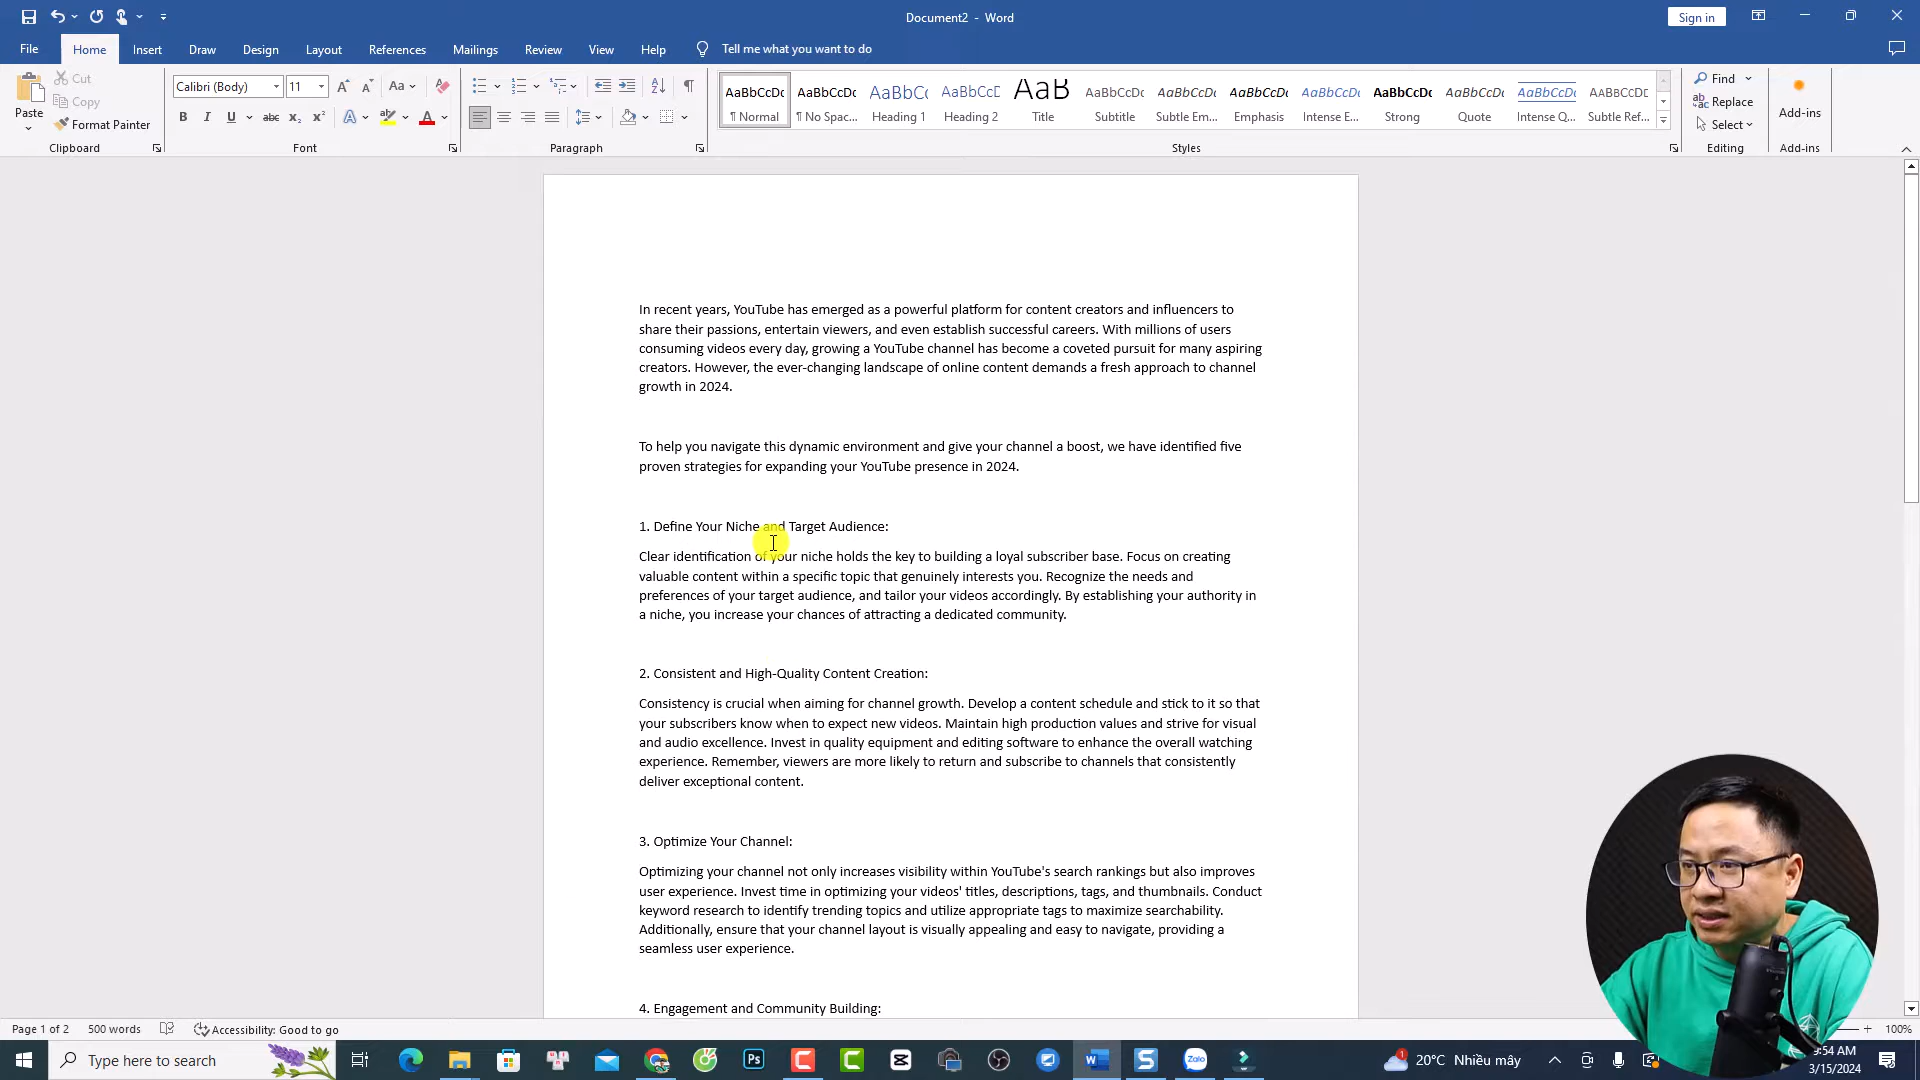 Document2 - Word
Sign in
File Home Insert Draw Design Layout References Mailings Review View Help Tell me what you want to do
Paste
Cut
Copy
Format Painter
Clipboard
Calibri (Body) 11
Font
Paragraph
AaBbCcDc AaBbCcDc AaBbCc AaBbCcD AaB AaBbCcD AaBbCcDc AaBbCcDc AaBbCcDc AaBbCcDc AaBbCcDc AaBbCcDc AaBbCcDc
¶ Normal ¶ No Spac... Heading 1 Heading 2 Title Subtitle Subtle Em... Emphasis Intense E... Strong Quote Intense Q... Subtle Ref...
Styles
Find
Replace
Select
Editing
Add-ins
Add-ins
In recent years, YouTube has emerged as a powerful platform for content creators and influencers to
share their passions, entertain viewers, and even establish successful careers. With millions of users
consuming videos every day, growing a YouTube channel has become a coveted pursuit for many aspiring
creators. However, the ever-changing landscape of online content demands a fresh approach to channel
growth in 2024.
To help you navigate this dynamic environment and give your channel a boost, we have identified five
proven strategies for expanding your YouTube presence in 2024.
1. Define Your Niche and Target Audience:
Clear identification of your niche holds the key to building a loyal subscriber base. Focus on creating
valuable content within a specific topic that genuinely interests you. Recognize the needs and
preferences of your target audience, and tailor your videos accordingly. By establishing your authority in
a niche, you increase your chances of attracting a dedicated community.
2. Consistent and High-Quality Content Creation:
Consistency is crucial when aiming for channel growth. Develop a content schedule and stick to it so that
your subscribers know when to expect new videos. Maintain high production values and strive for visual
and audio excellence. Invest in quality equipment and editing software to enhance the overall watching
experience. Remember, viewers are more likely to return and subscribe to channels that consistently
deliver exceptional content.
3. Optimize Your Channel:
Optimizing your channel not only increases visibility within YouTube's search rankings but also improves
user experience. Invest time in optimizing your videos' titles, descriptions, tags, and thumbnails. Conduct
keyword research to identify trending topics and utilize appropriate tags to maximize searchability.
Additionally, ensure that your channel layout is visually appealing and easy to navigate, providing a
seamless user experience.
4. Engagement and Community Building:
Page 1 of 2 500 words Accessibility: Good to go 100%
Type here to search
20°C Nhiều mây
9:54 AM
3/15/2024